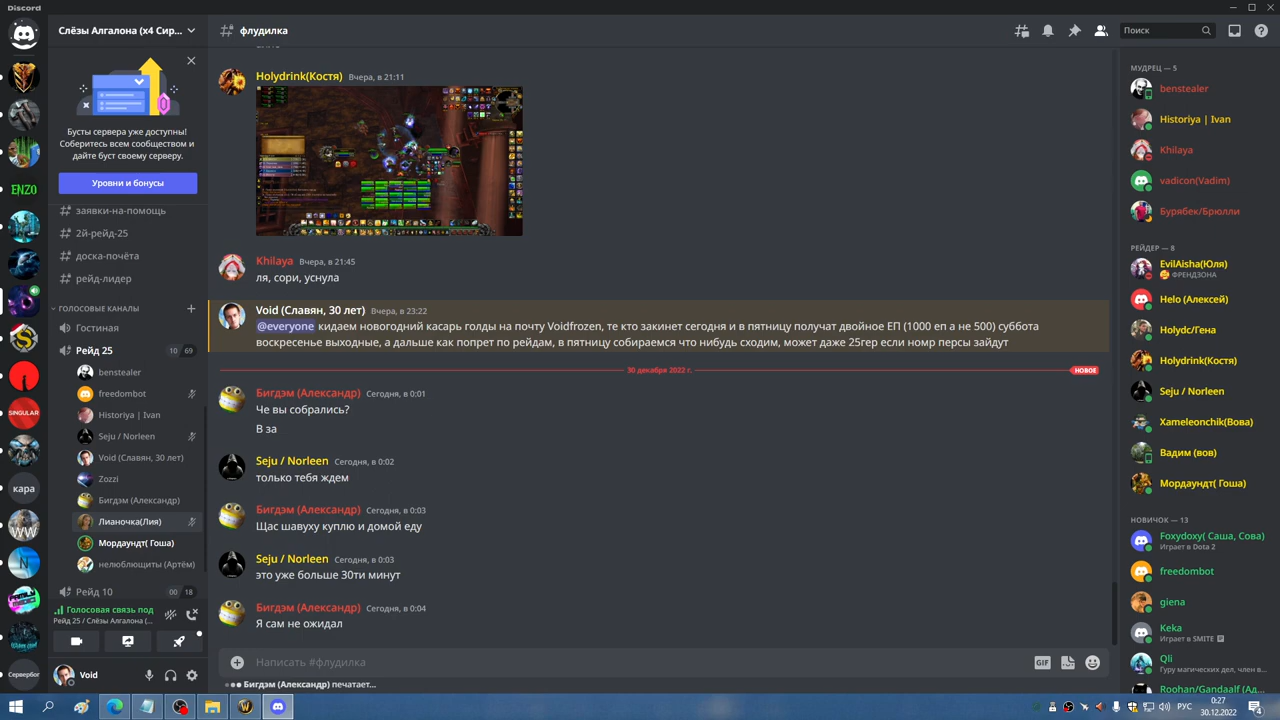 Discord
Слёзы Алгалона (x4 Сир...
флудилка
Поиск
Бусты сервера уже доступны!
Соберитесь всем сообществом и
дайте буст своему серверу.
Уровни и бонусы
заявки-на-помощь
2й-рейд-25
доска-почёта
рейд-лидер
ГОЛОСОВЫЕ КАНАЛЫ
Гостиная
Рейд 25
10 69
benstealer
freedombot
Historiya | Ivan
Seju / Norleen
Void (Славян, 30 лет)
Zozzi
Бигдэм (Александр)
Лианочка(Лия)
Мордаундт( Гоша)
нелюблющиты (Артём)
Рейд 10
00 18
Голосовая связь под
Рейд 25 / Слёзы Алгалона (...
Void
ENZO
SINGULAR
кара
WW
Сервербог
Holydrink(Костя) Вчера, в 21:11
Khilaya Вчера, в 21:45
ля, сори, уснула
Void (Славян, 30 лет) Вчера, в 23:22
@everyone кидаем новогодний касарь голды на почту Voidfrozen, те кто закинет сегодня и в пятницу получат двойное ЕП (1000 еп а не 500) суббота
воскресенье выходные, а дальше как попрет по рейдам, в пятницу собираемся что нибудь сходим, может даже 25гер если номр персы зайдут
30 декабря 2022 г.
НОВОЕ
Бигдэм (Александр) Сегодня, в 0:01
Че вы собрались?
В за
Seju / Norleen Сегодня, в 0:02
только тебя ждем
Бигдэм (Александр) Сегодня, в 0:03
Щас шавуху куплю и домой еду
Seju / Norleen Сегодня, в 0:03
это уже больше 30ти минут
Бигдэм (Александр) Сегодня, в 0:04
Я сам не ожидал
Написать #флудилка
GIF
Бигдэм (Александр) печатает...
МУДРЕЦ — 5
benstealer
Historiya | Ivan
Khilaya
vadicon(Vadim)
Бурябек/Брюлли
РЕЙДЕР — 8
EvilAisha(Юля)
ФРЕНДЗОНА
Helo (Алексей)
Holydc/Гена
Holydrink(Костя)
Seju / Norleen
Xameleonchik(Вова)
Вадим (вов)
Мордаундт( Гоша)
НОВИЧОК — 13
Foxydoxy( Саша, Сова)
Играет в Dota 2
freedombot
giena
Keka
Играет в SMITE
Qli
Гуру магических дел, член в...
Roohan/Gandaalf (Ад...
РУС
0:27
30.12.2022
4